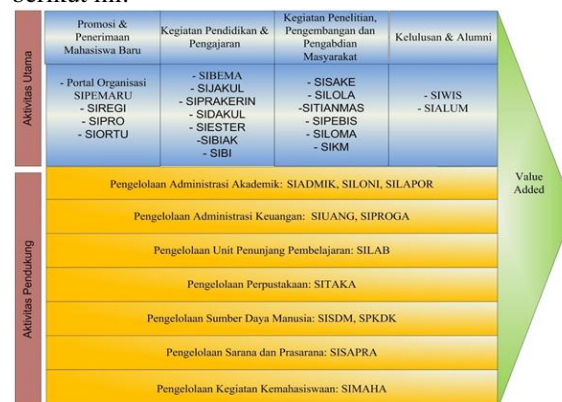 Aktivitas Utama
Promosi &
Penerimaan
Mahasiswa Baru
Kegiatan Pendidikan &
Pengajaran
Kegiatan Penelitian,
Pengembangan dan
Pengabdian
Masyarakat
Kelulusan & Alumni
- Portal Organisasi
SIPEMARU
- SIREGI
- SIPRO
- SIORTU
- SIBEMA
- SIJAKUL
- SIPRAKERIN
- SIDAKUL
- SIESTER
-SIBIAK
- SIBI
- SISAKE
- SILOLA
-SITIANMAS
- SIPEBIS
- SILOMA
- SIKM
- SIWIS
- SIALUM
Aktivitas Pendukung
Pengelolaan Administrasi Akademik: SIADMIK, SILONI, SILAPOR
Pengelolaan Administrasi Keuangan: SIUANG, SIPROGA
Pengelolaan Unit Penunjang Pembelajaran: SILAB
Pengelolaan Perpustakaan: SITAKA
Pengelolaan Sumber Daya Manusia: SISDM, SPKDK
Pengelolaan Sarana dan Prasarana: SISAPRA
Pengelolaan Kegiatan Kemahasiswaan: SIMAHA
Value
Added